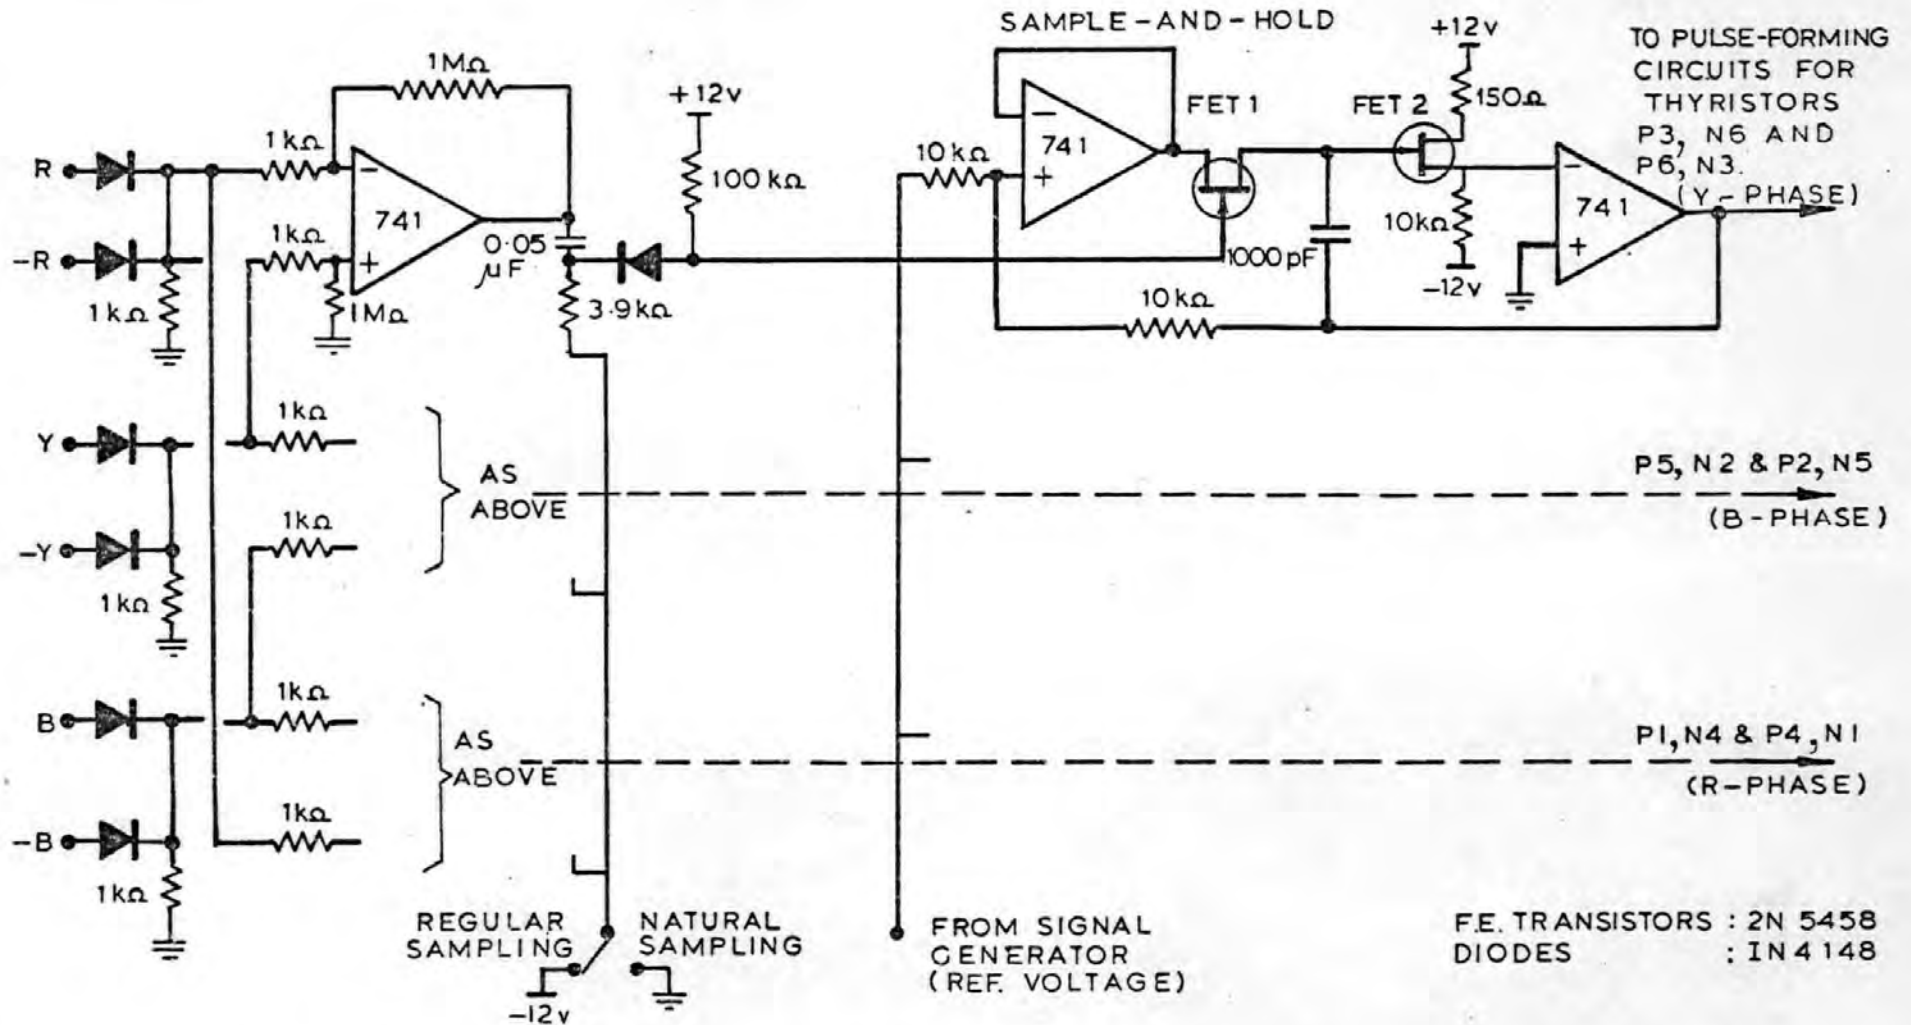 SAMPLE-AND-HOLD
+12v
TO PULSE-FORMING
CIRCUITS FOR
THYRISTORS
P3, N6 AND
P6, N3.
(Y-PHASE)
1MΩ
+12v
FET 1
FET 2
150Ω
R
1kΩ
−
741
+
100kΩ
10kΩ
−
741
+
−
741
+
-R
1kΩ
0.05
μF
1000pF
10kΩ
-12v
1kΩ
1MΩ
3.9kΩ
10kΩ
Y
1kΩ
AS
ABOVE
P5, N2 & P2, N5
(B-PHASE)
-Y
1kΩ
1kΩ
B
1kΩ
AS
ABOVE
P1, N4 & P4, N1
(R-PHASE)
-B
1kΩ
1kΩ
REGULAR
SAMPLING
NATURAL
SAMPLING
-12v
FROM SIGNAL
GENERATOR
(REF. VOLTAGE)
F.E. TRANSISTORS : 2N 5458
DIODES : IN 4148